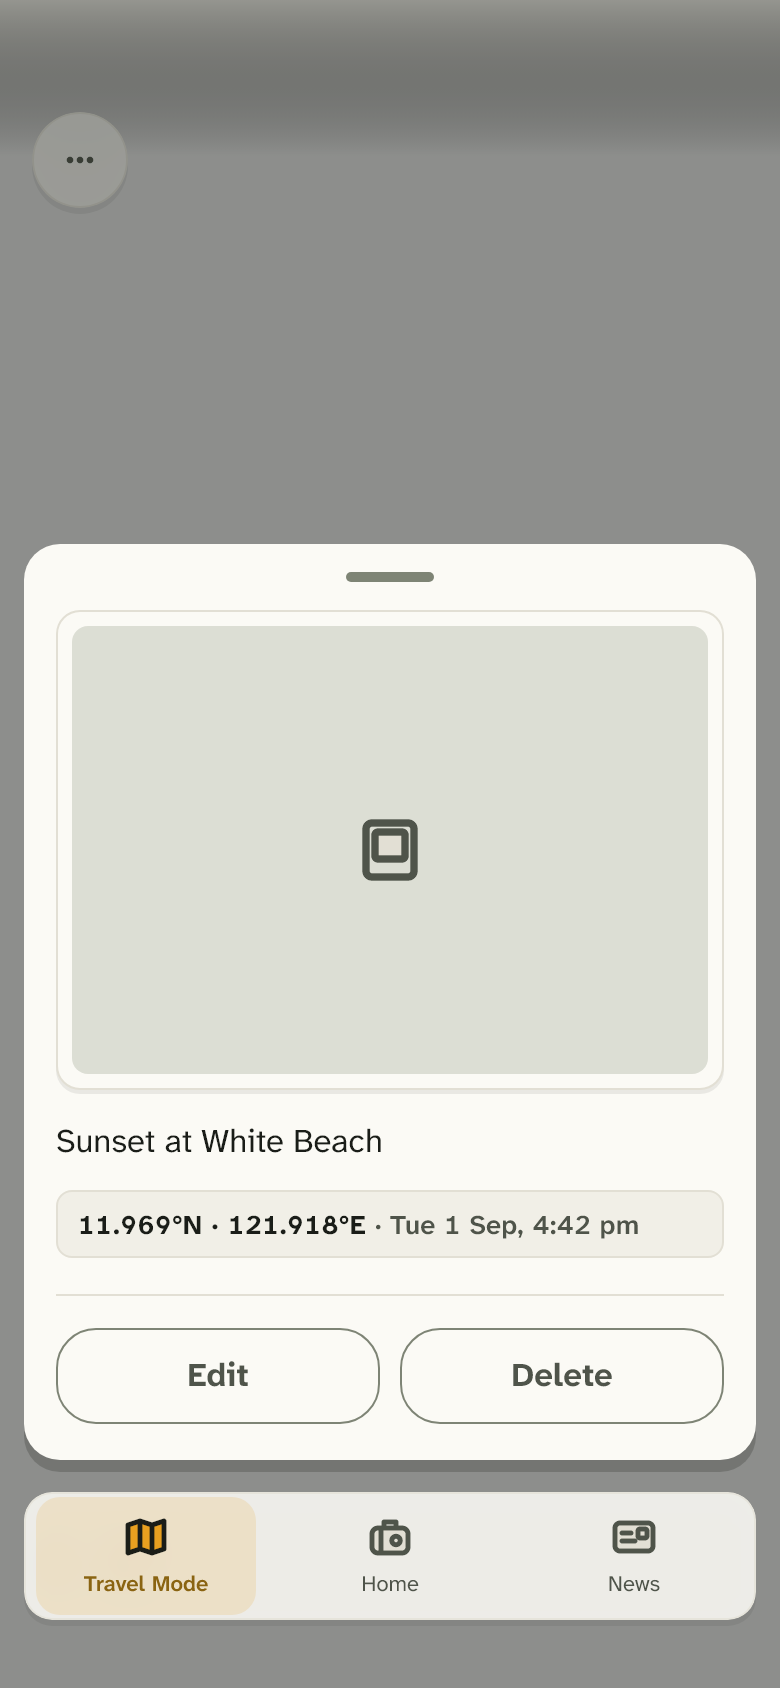 Sunset at White Beach
11.969°N · 121.918°E · Tue 1 Sep, 4:42 pm
Edit
Delete
Travel Mode
Home
News